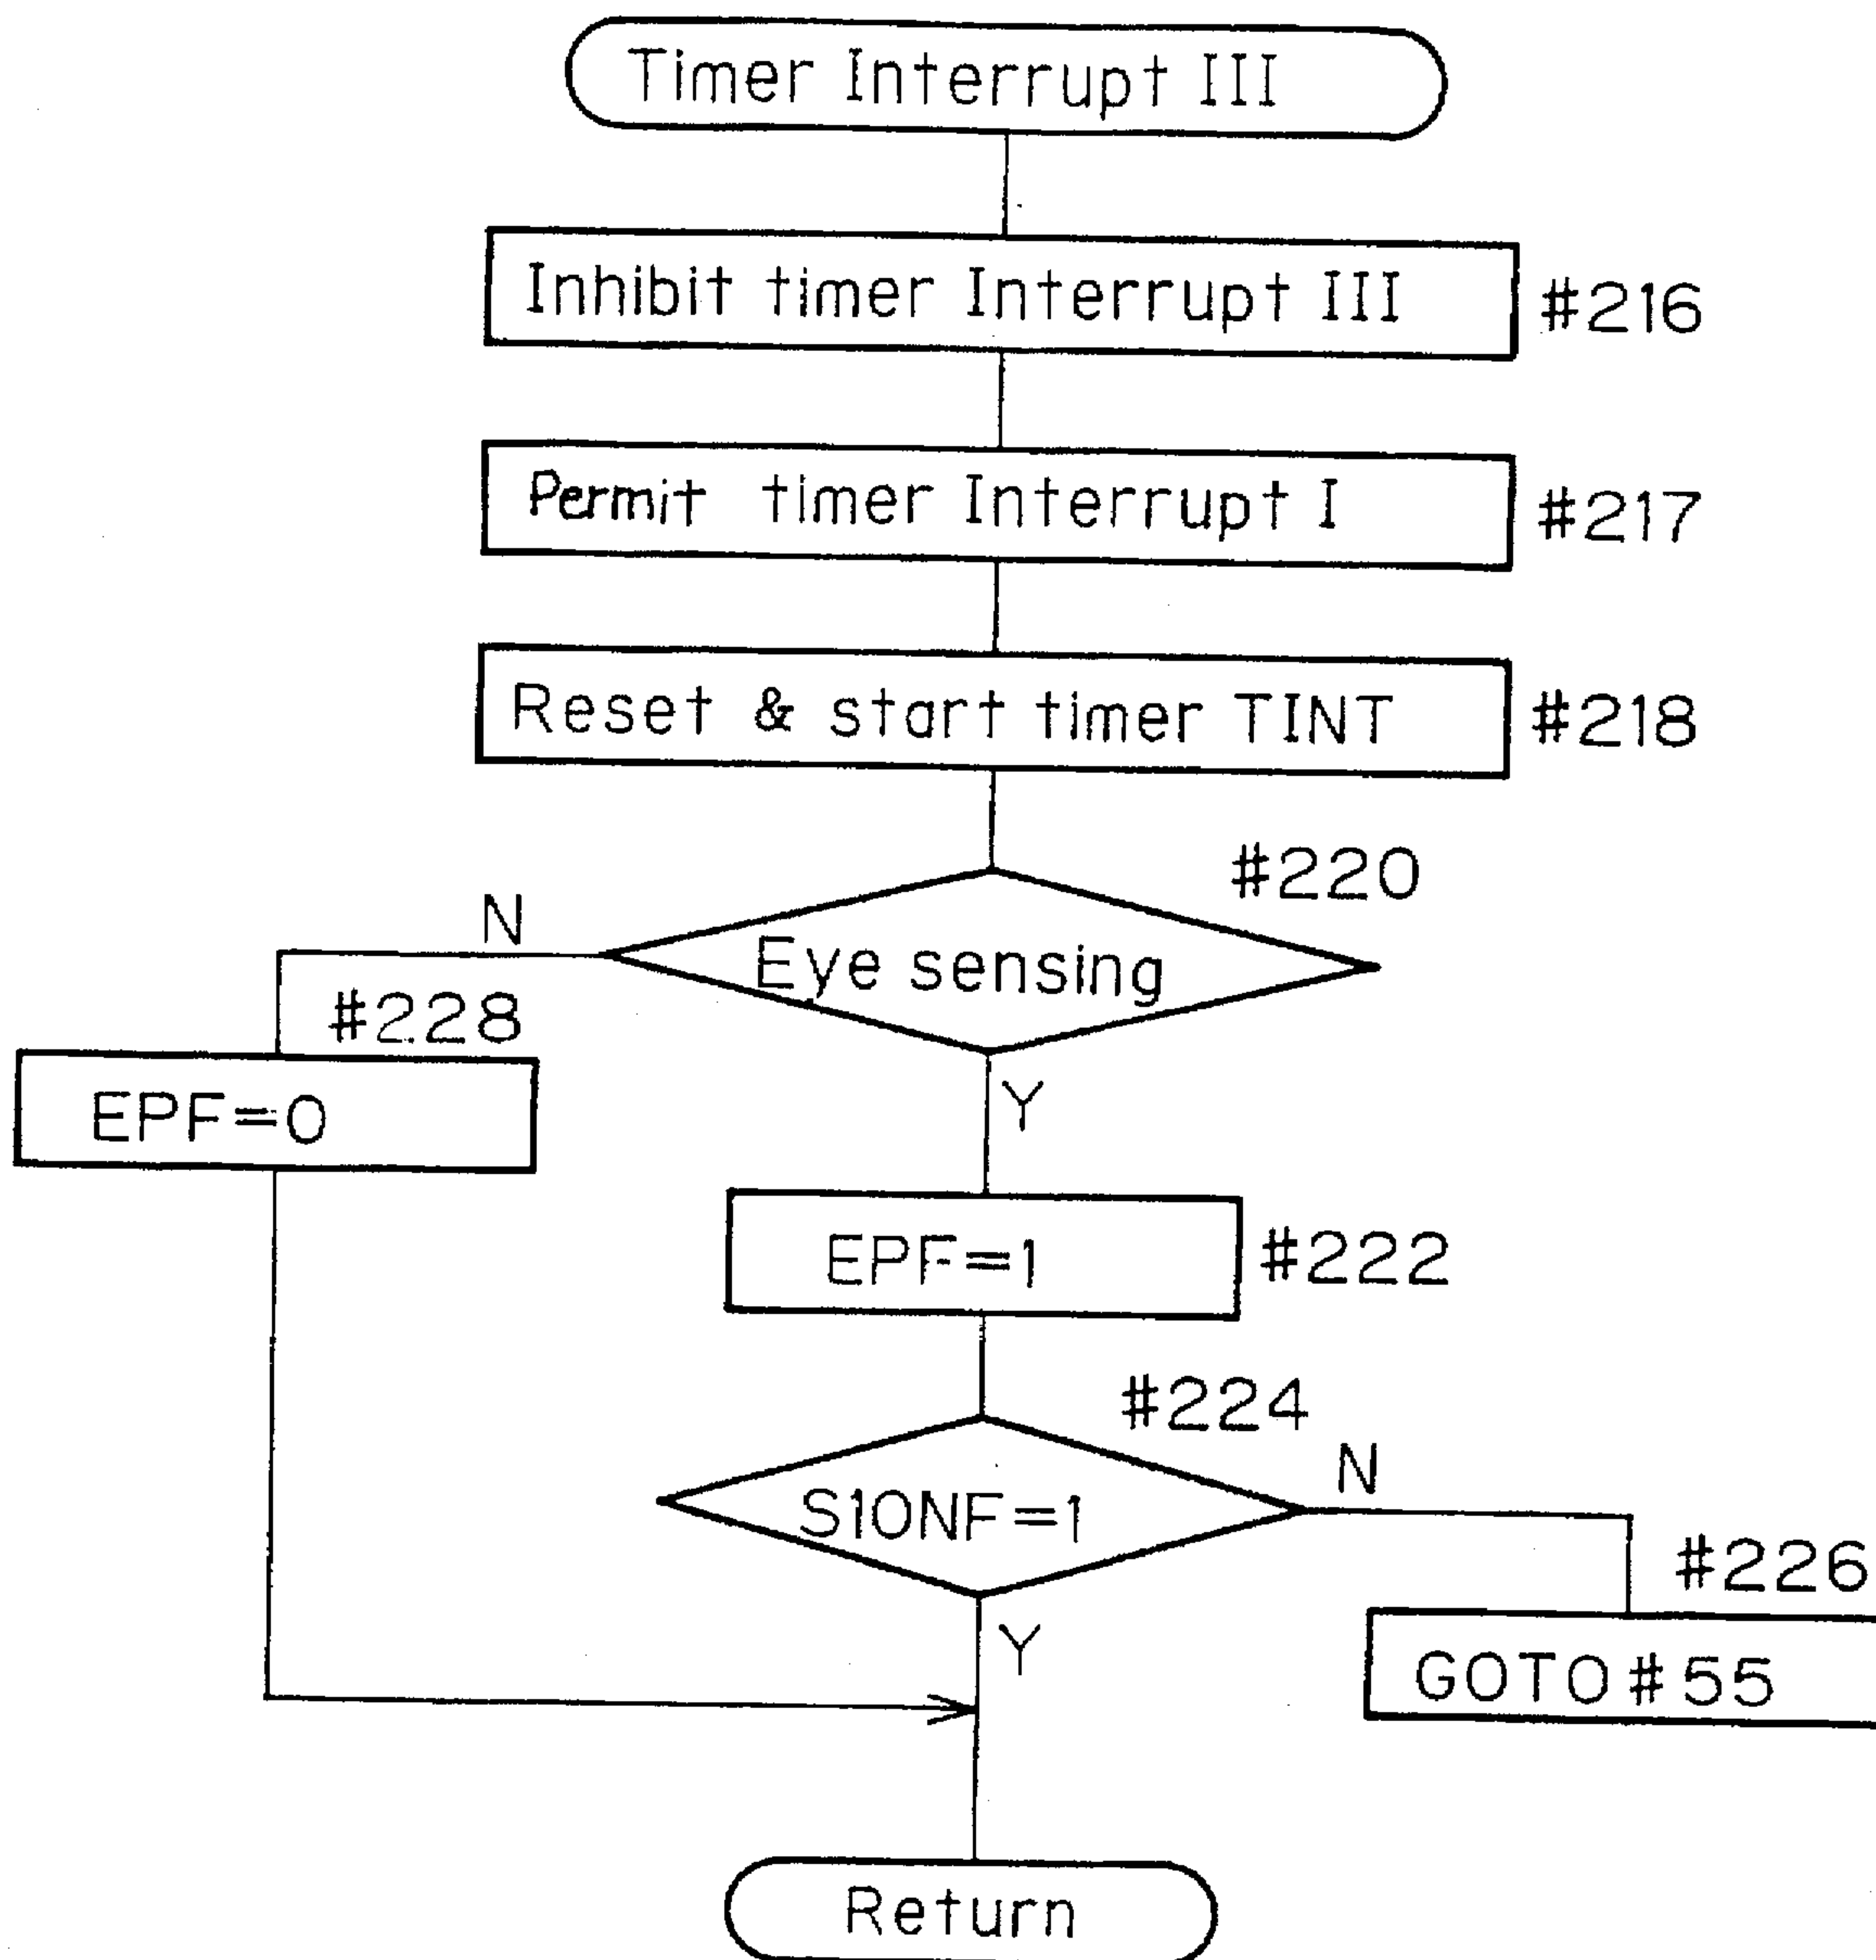 Timer Interrupt III
Inhibit timer Interrupt III
#216
Permit timer Interrupt I
#217
Reset & start timer TINT
#218
#220
Eye sensing
N
#228
EPF=0
Y
EPF=1
#222
#224
S1ONF=1
N
#226
GOTO#55
Y
Return